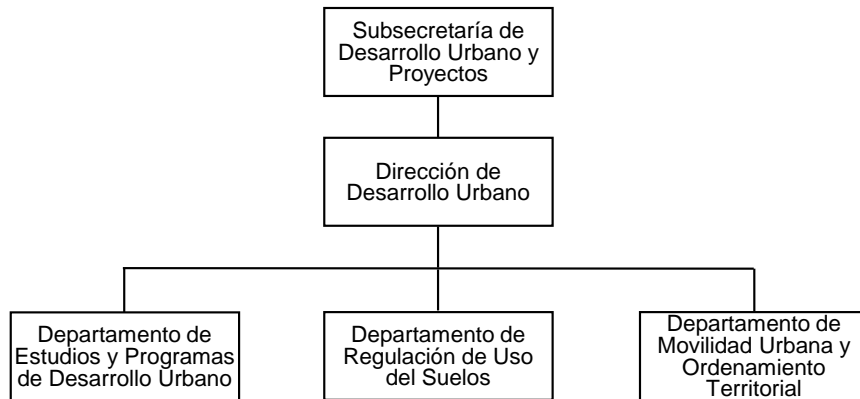 Subsecretaría de
Desarrollo Urbano y
Proyectos
Dirección de
Desarrollo Urbano
Departamento de
Estudios y Programas
de Desarrollo Urbano
Departamento de
Regulación de Uso
del Suelos
Departamento de
Movilidad Urbana y
Ordenamiento
Territorial